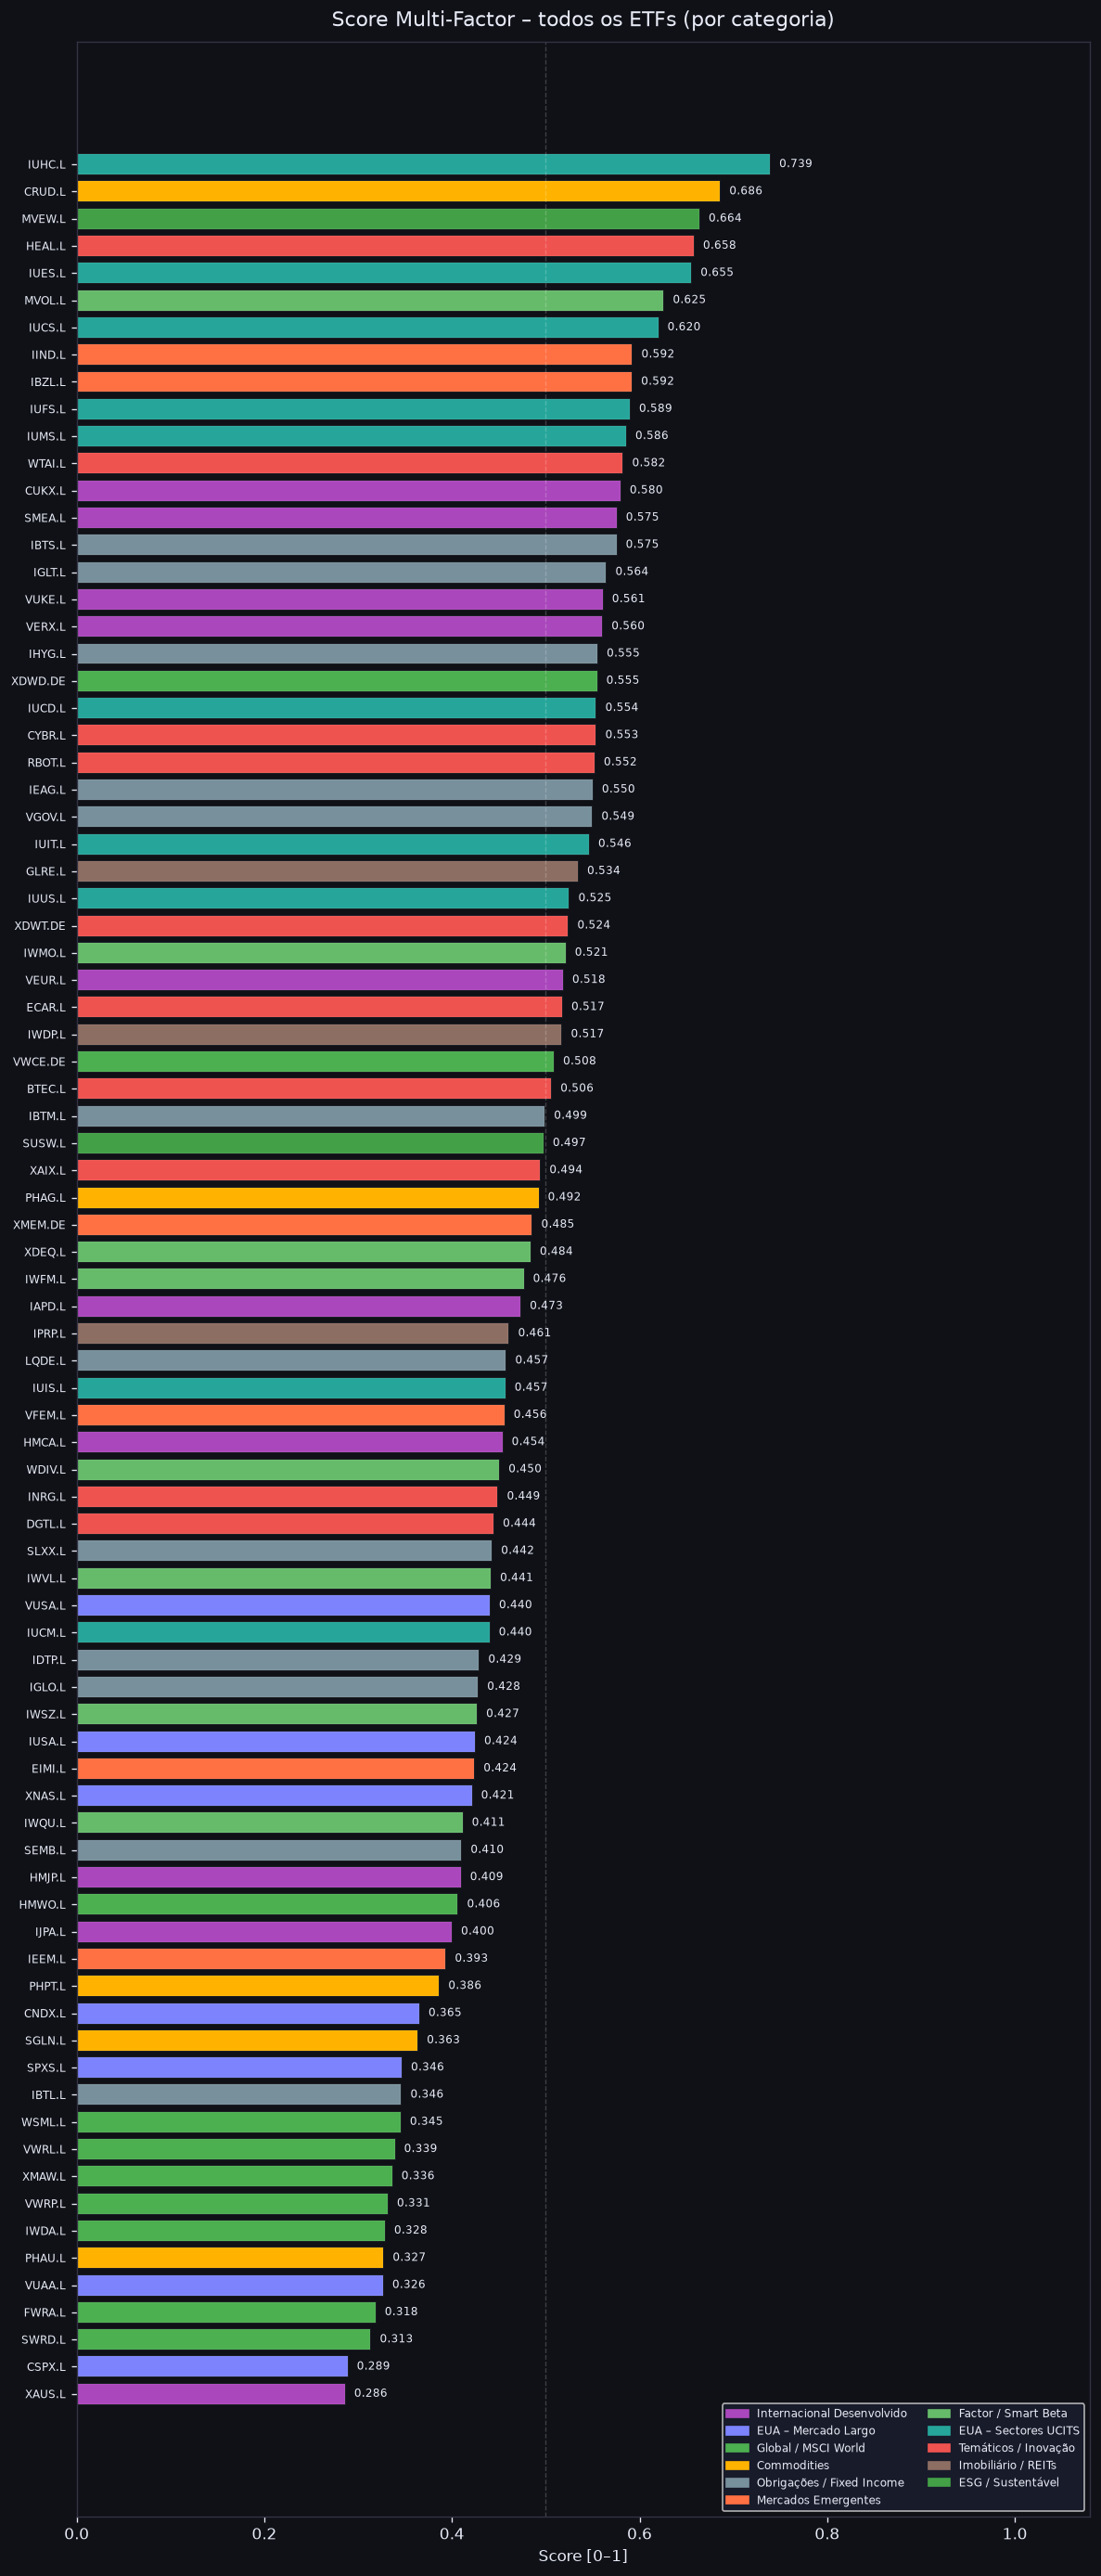 Score Multi-Factor – todos os ETFs (por categoria)
IUHC.L 0.739
CRUD.L 0.686
MVEW.L 0.664
HEAL.L 0.658
IUES.L 0.655
MVOL.L 0.625
IUCS.L 0.620
IIND.L 0.592
IBZL.L 0.592
IUFS.L 0.589
IUMS.L 0.586
WTAI.L 0.582
CUKX.L 0.580
SMEA.L 0.575
IBTS.L 0.575
IGLT.L 0.564
VUKE.L 0.561
VERX.L 0.560
IHYG.L 0.555
XDWD.DE 0.555
IUCD.L 0.554
CYBR.L 0.553
RBOT.L 0.552
IEAG.L 0.550
VGOV.L 0.549
IUIT.L 0.546
GLRE.L 0.534
IUUS.L 0.525
XDWT.DE 0.524
IWMO.L 0.521
VEUR.L 0.518
ECAR.L 0.517
IWDP.L 0.517
VWCE.DE 0.508
BTEC.L 0.506
IBTM.L 0.499
SUSW.L 0.497
XAIX.L 0.494
PHAG.L 0.492
XMEM.DE 0.485
XDEQ.L 0.484
IWFM.L 0.476
IAPD.L 0.473
IPRP.L 0.461
LQDE.L 0.457
IUIS.L 0.457
VFEM.L 0.456
HMCA.L 0.454
WDIV.L 0.450
INRG.L 0.449
DGTL.L 0.444
SLXX.L 0.442
IWVL.L 0.441
VUSA.L 0.440
IUCM.L 0.440
IDTP.L 0.429
IGLO.L 0.428
IWSZ.L 0.427
IUSA.L 0.424
EIMI.L 0.424
XNAS.L 0.421
IWQU.L 0.411
SEMB.L 0.410
HMJP.L 0.409
HMWO.L 0.406
IJPA.L 0.400
IEEM.L 0.393
PHPT.L 0.386
CNDX.L 0.365
SGLN.L 0.363
SPXS.L 0.346
IBTL.L 0.346
WSML.L 0.345
VWRL.L 0.339
XMAW.L 0.336
VWRP.L 0.331
IWDA.L 0.328
PHAU.L 0.327
VUAA.L 0.326
FWRA.L 0.318
SWRD.L 0.313
CSPX.L 0.289
XAUS.L 0.286
Internacional Desenvolvido
EUA – Mercado Largo
Global / MSCI World
Commodities
Obrigações / Fixed Income
Mercados Emergentes
Factor / Smart Beta
EUA – Sectores UCITS
Temáticos / Inovação
Imobiliário / REITs
ESG / Sustentável
0.0 0.2 0.4 0.6 0.8 1.0
Score [0–1]